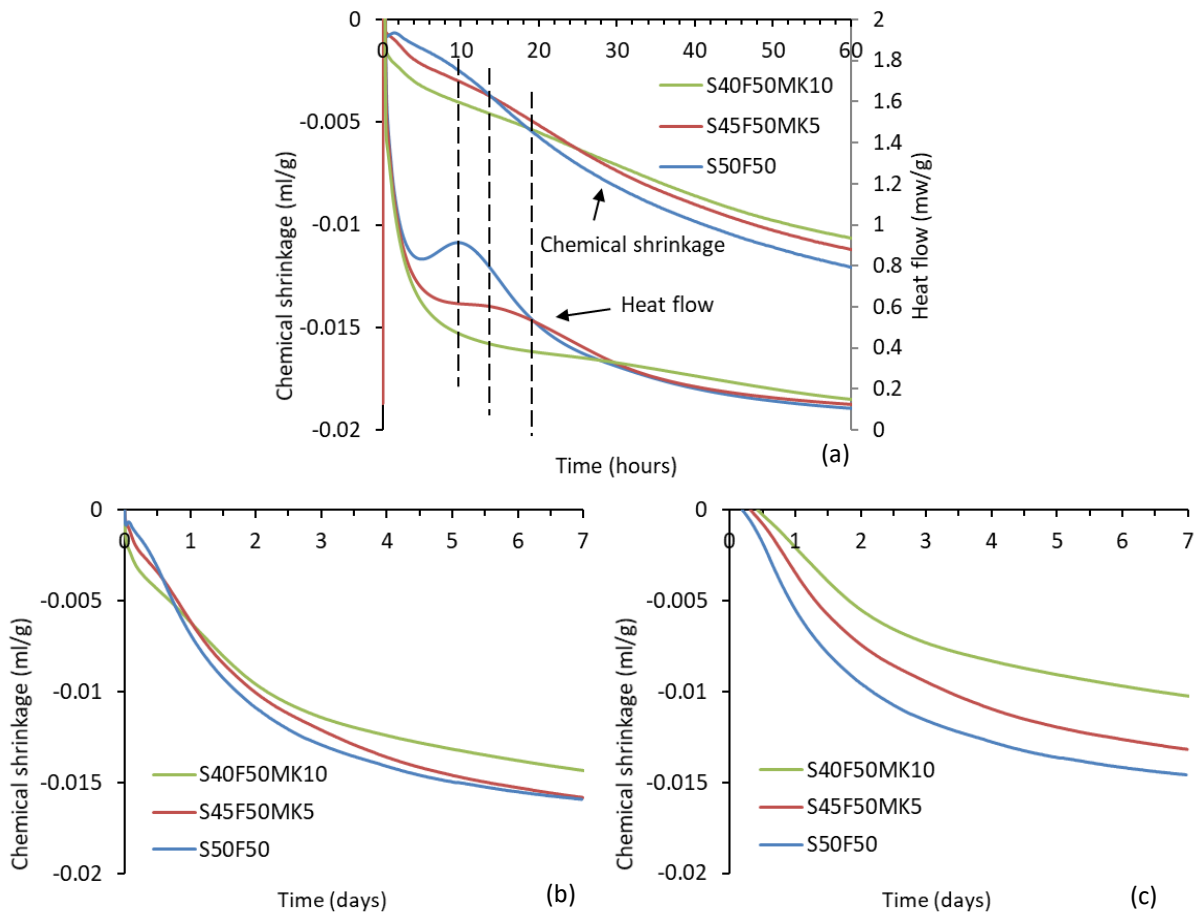 0
-0.005
-0.01
-0.015
-0.02
Chemical shrinkage (ml/g)
0 10 20 30 40 50 60
Time (hours)
2
1.8
1.6
1.4
1.2
1
0.8
0.6
0.4
0.2
0
Heat flow (mw/g)
S40F50MK10
S45F50MK5
S50F50
Chemical shrinkage
Heat flow
(a)
0
-0.005
-0.01
-0.015
-0.02
Chemical shrinkage (ml/g)
0 1 2 3 4 5 6 7
S40F50MK10
S45F50MK5
S50F50
Time (days)
(b)
0
-0.005
-0.01
-0.015
-0.02
Chemical shrinkage (ml/g)
0 1 2 3 4 5 6 7
S40F50MK10
S45F50MK5
S50F50
Time (days)
(c)